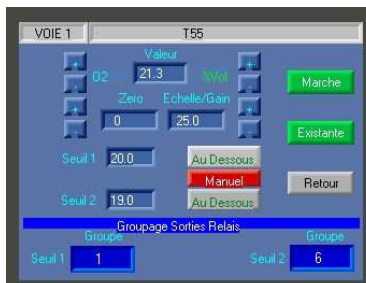 VOIE 1 T55
Valeur
+ + O2 21.3 %Vol
- - Marche
Zero Echelle/Gain
+ + 0 25.0
- - Existante
Seuil 1 20.0 Au Dessous
Manuel Retour
Seuil 2 19.0 Au Dessous
Groupage Sorties Relais
Groupe Groupe
Seuil 1 1 Seuil 2 6